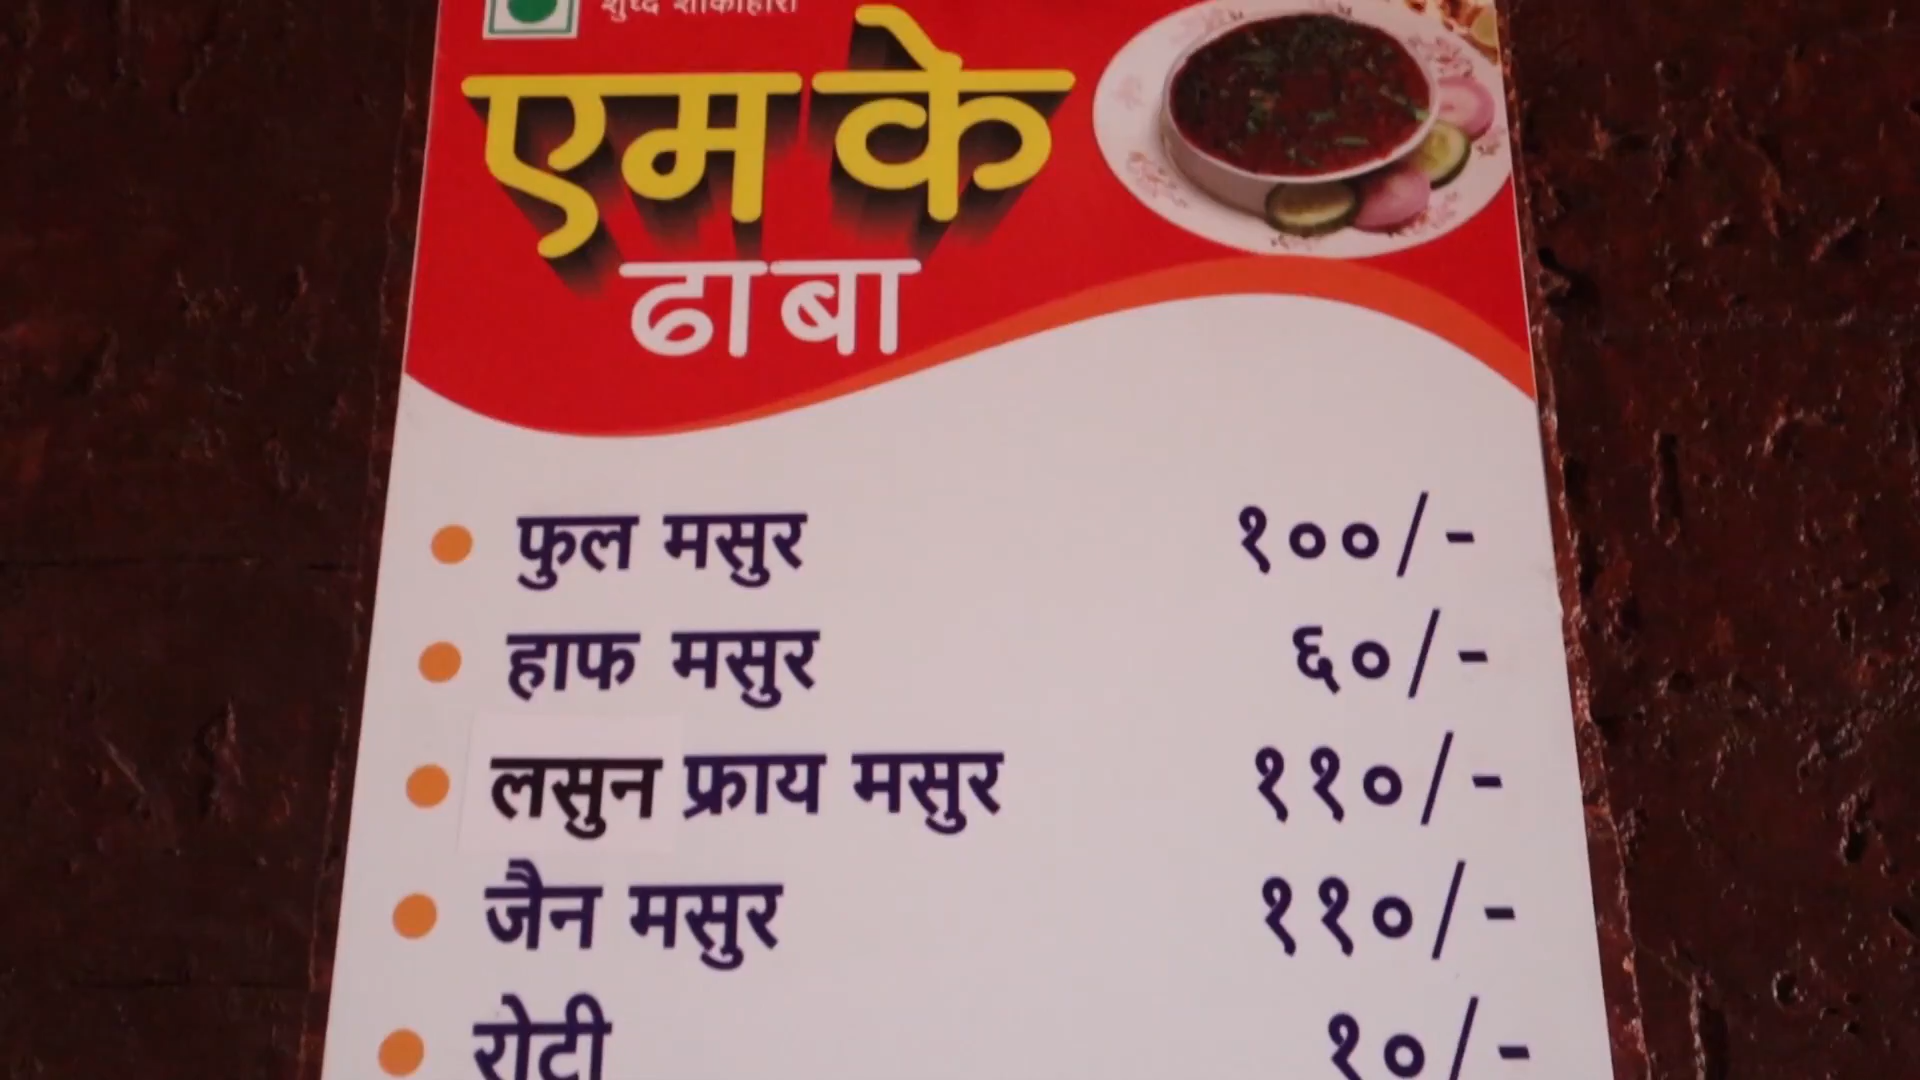 शुध्द शाकाहारी
एम के
ढाबा
फुल मसुर १००/-
हाफ मसुर ६०/-
लसुन फ्राय मसुर ११०/-
जैन मसुर ११०/-
रोटी १०/-